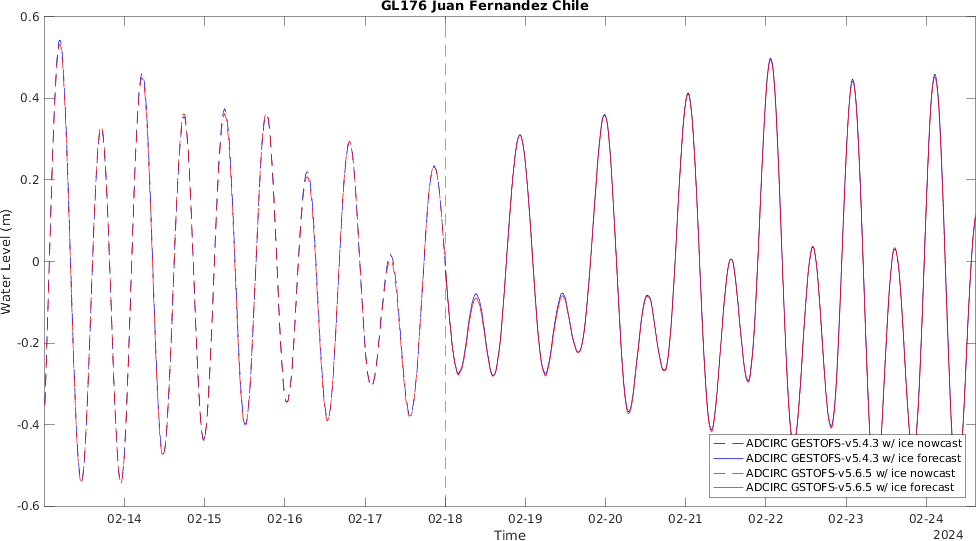 GL176 Juan Fernandez Chile
0.6
0.4
0.2
0
-0.2
-0.4
-0.6
Water Level (m)
02-14 02-15 02-16 02-17 02-18 02-19 02-20 02-21 02-22 02-23 02-24
Time
2024
ADCIRC GESTOFS-v5.4.3 w/ ice nowcast
ADCIRC GESTOFS-v5.4.3 w/ ice forecast
ADCIRC GSTOFS-v5.6.5 w/ ice nowcast
ADCIRC GSTOFS-v5.6.5 w/ ice forecast